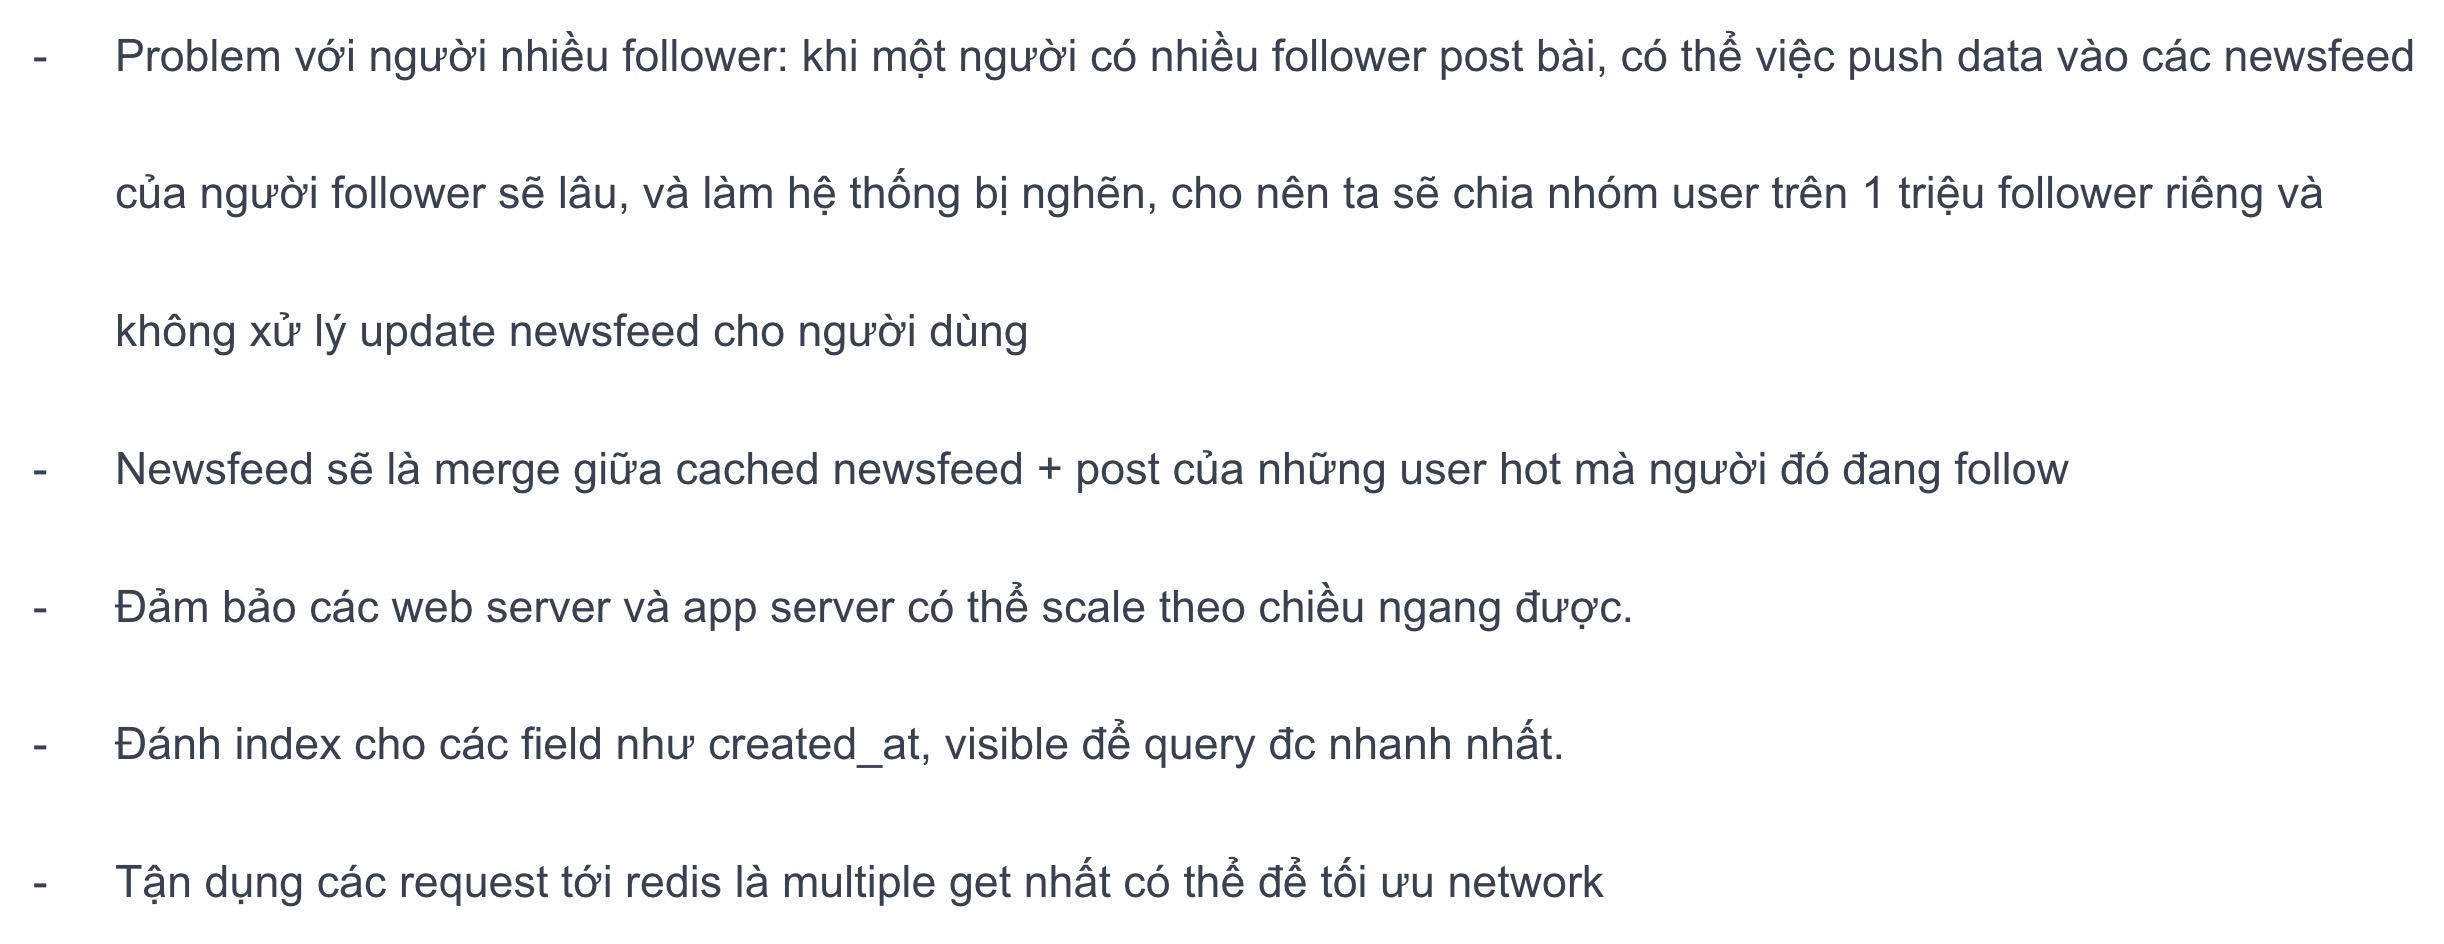 - Problem với người nhiều follower: khi một người có nhiều follower post bài, có thể việc push data vào các newsfeed
của người follower sẽ lâu, và làm hệ thống bị nghẽn, cho nên ta sẽ chia nhóm user trên 1 triệu follower riêng và
không xử lý update newsfeed cho người dùng
- Newsfeed sẽ là merge giữa cached newsfeed + post của những user hot mà người đó đang follow
- Đảm bảo các web server và app server có thể scale theo chiều ngang được.
- Đánh index cho các field như created_at, visible để query đc nhanh nhất.
- Tận dụng các request tới redis là multiple get nhất có thể để tối ưu network